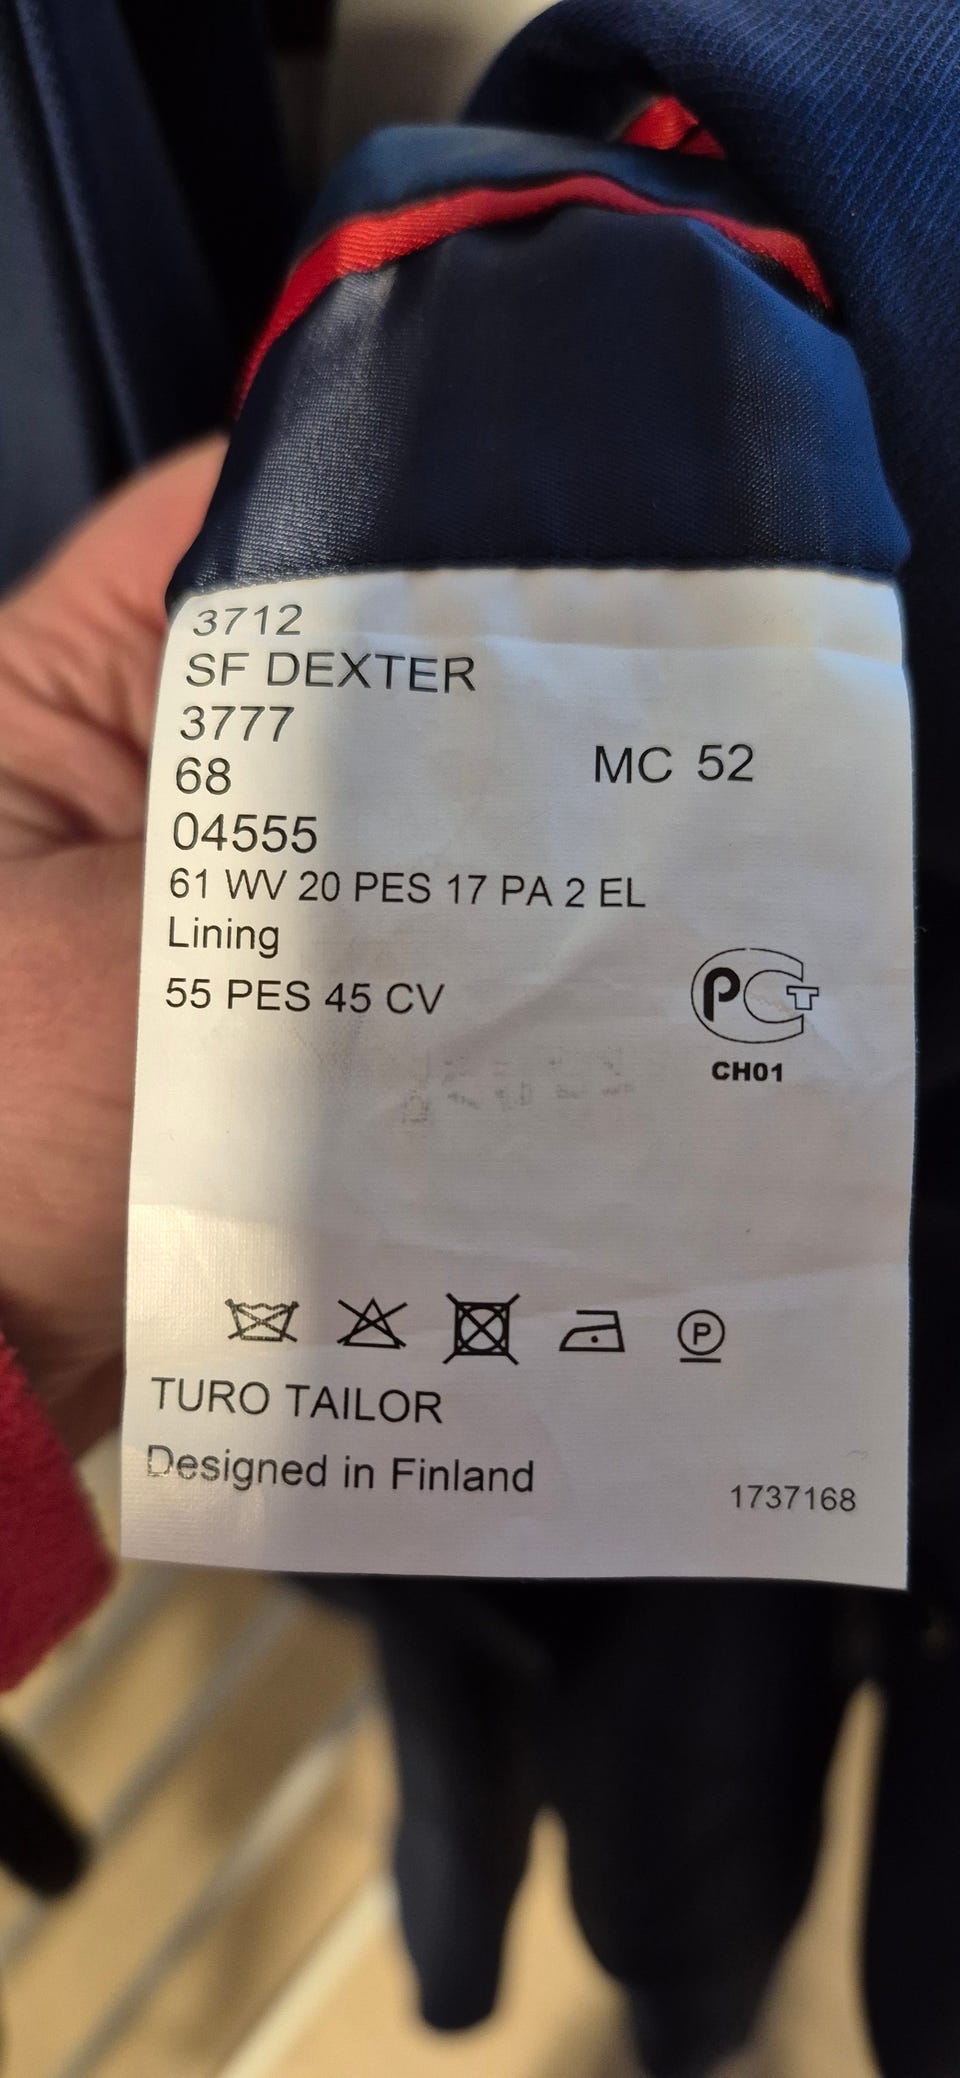 3712
SF DEXTER
3777
68
MC 52
04555
61 WV 20 PES 17 PA 2 EL
Lining
55 PES 45 CV
РСТ
CH01
P
TURO TAILOR
Designed in Finland
1737168